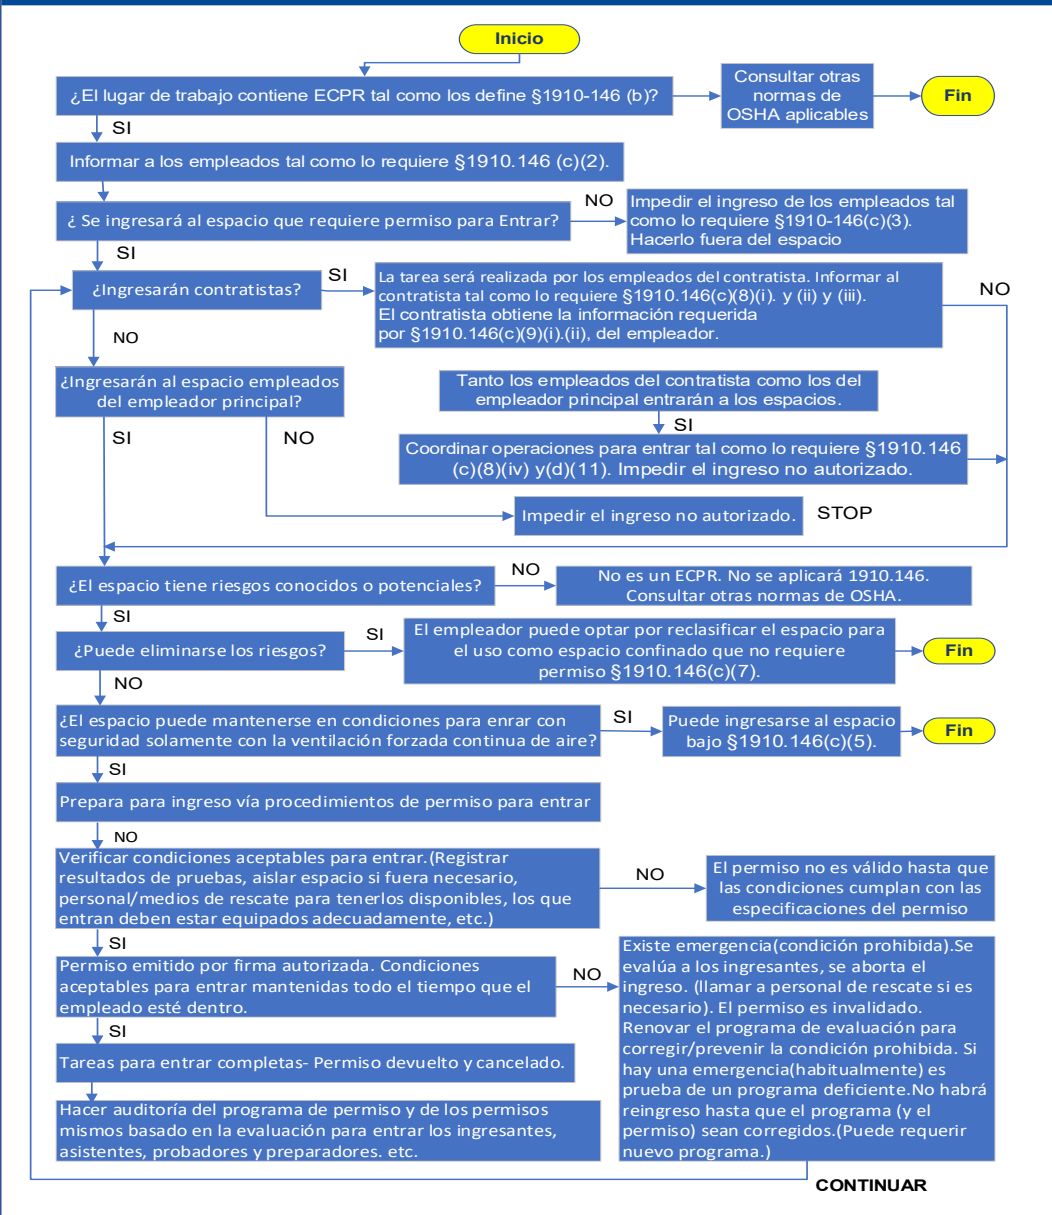 Inicio
¿El lugar de trabajo contiene ECPR tal como los define §1910-146 (b)?
Consultar otras
normas de
OSHA aplicables
Fin
SI
Informar a los empleados tal como lo requiere §1910.146 (c)(2).
¿ Se ingresará al espacio que requiere permiso para Entrar?
NO
Impedir el ingreso de los empleados tal
como lo requiere §1910-146(c)(3).
Hacerlo fuera del espacio
SI
¿Ingresarán contratistas?
SI
La tarea será realizada por los empleados del contratista. Informar al
contratista tal como lo requiere §1910.146(c)(8)(i). y (ii) y (iii).
El contratista obtiene la información requerida
por §1910.146(c)(9)(i).(ii), del empleador.
NO
NO
¿Ingresarán al espacio empleados
del empleador principal?
Tanto los empleados del contratista como los del
empleador principal entrarán a los espacios.
SI
SI
NO
Coordinar operaciones para entrar tal como lo requiere §1910.146
(c)(8)(iv) y(d)(11). Impedir el ingreso no autorizado.
Impedir el ingreso no autorizado.
STOP
¿El espacio tiene riesgos conocidos o potenciales?
NO
No es un ECPR. No se aplicará 1910.146.
Consultar otras normas de OSHA.
SI
¿Puede eliminarse los riesgos?
SI
El empleador puede optar por reclasificar el espacio para
el uso como espacio confinado que no requiere
permiso §1910.146(c)(7).
Fin
NO
¿El espacio puede mantenerse en condiciones para enrar con
seguridad solamente con la ventilación forzada continua de aire?
SI
Puede ingresarse al espacio
bajo §1910.146(c)(5).
Fin
SI
Prepara para ingreso vía procedimientos de permiso para entrar
NO
Verificar condiciones aceptables para entrar.(Registrar
resultados de pruebas, aislar espacio si fuera necesario,
personal/medios de rescate para tenerlos disponibles, los que
entran deben estar equipados adecuadamente, etc.)
NO
El permiso no es válido hasta que
las condiciones cumplan con las
especificaciones del permiso
SI
Permiso emitido por firma autorizada. Condiciones
aceptables para entrar mantenidas todo el tiempo que el
empleado esté dentro.
NO
Existe emergencia(condición prohibida).Se
evalúa a los ingresantes, se aborta el
ingreso. (llamar a personal de rescate si es
necesario). El permiso es invalidado.
Renovar el programa de evaluación para
corregir/prevenir la condición prohibida. Si
hay una emergencia(habitualmente) es
prueba de un programa deficiente.No habrá
reingreso hasta que el programa (y el
permiso) sean corregidos.(Puede requerir
nuevo programa.)
SI
Tareas para entrar completas- Permiso devuelto y cancelado.
Hacer auditoría del programa de permiso y de los permisos
mismos basado en la evaluación para entrar los ingresantes,
asistentes, probadores y preparadores. etc.
CONTINUAR